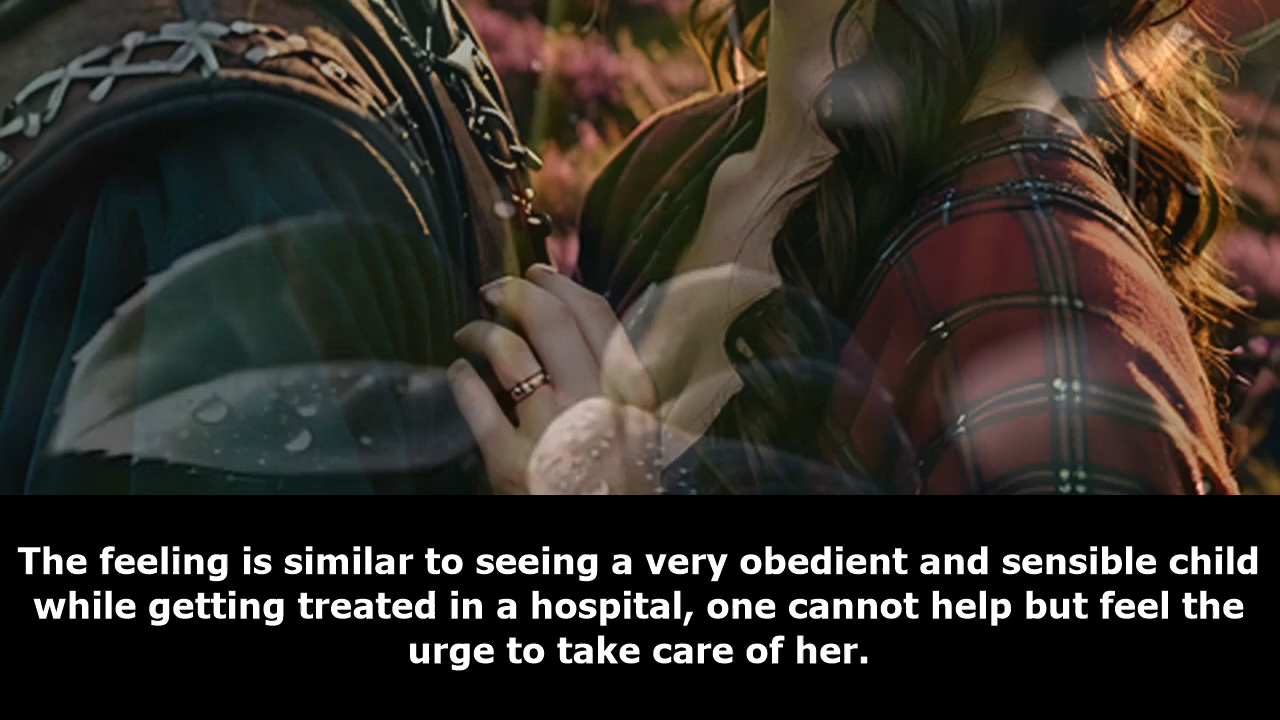 The feeling is similar to seeing a very obedient and sensible child
while getting treated in a hospital, one cannot help but feel the
urge to take care of her.